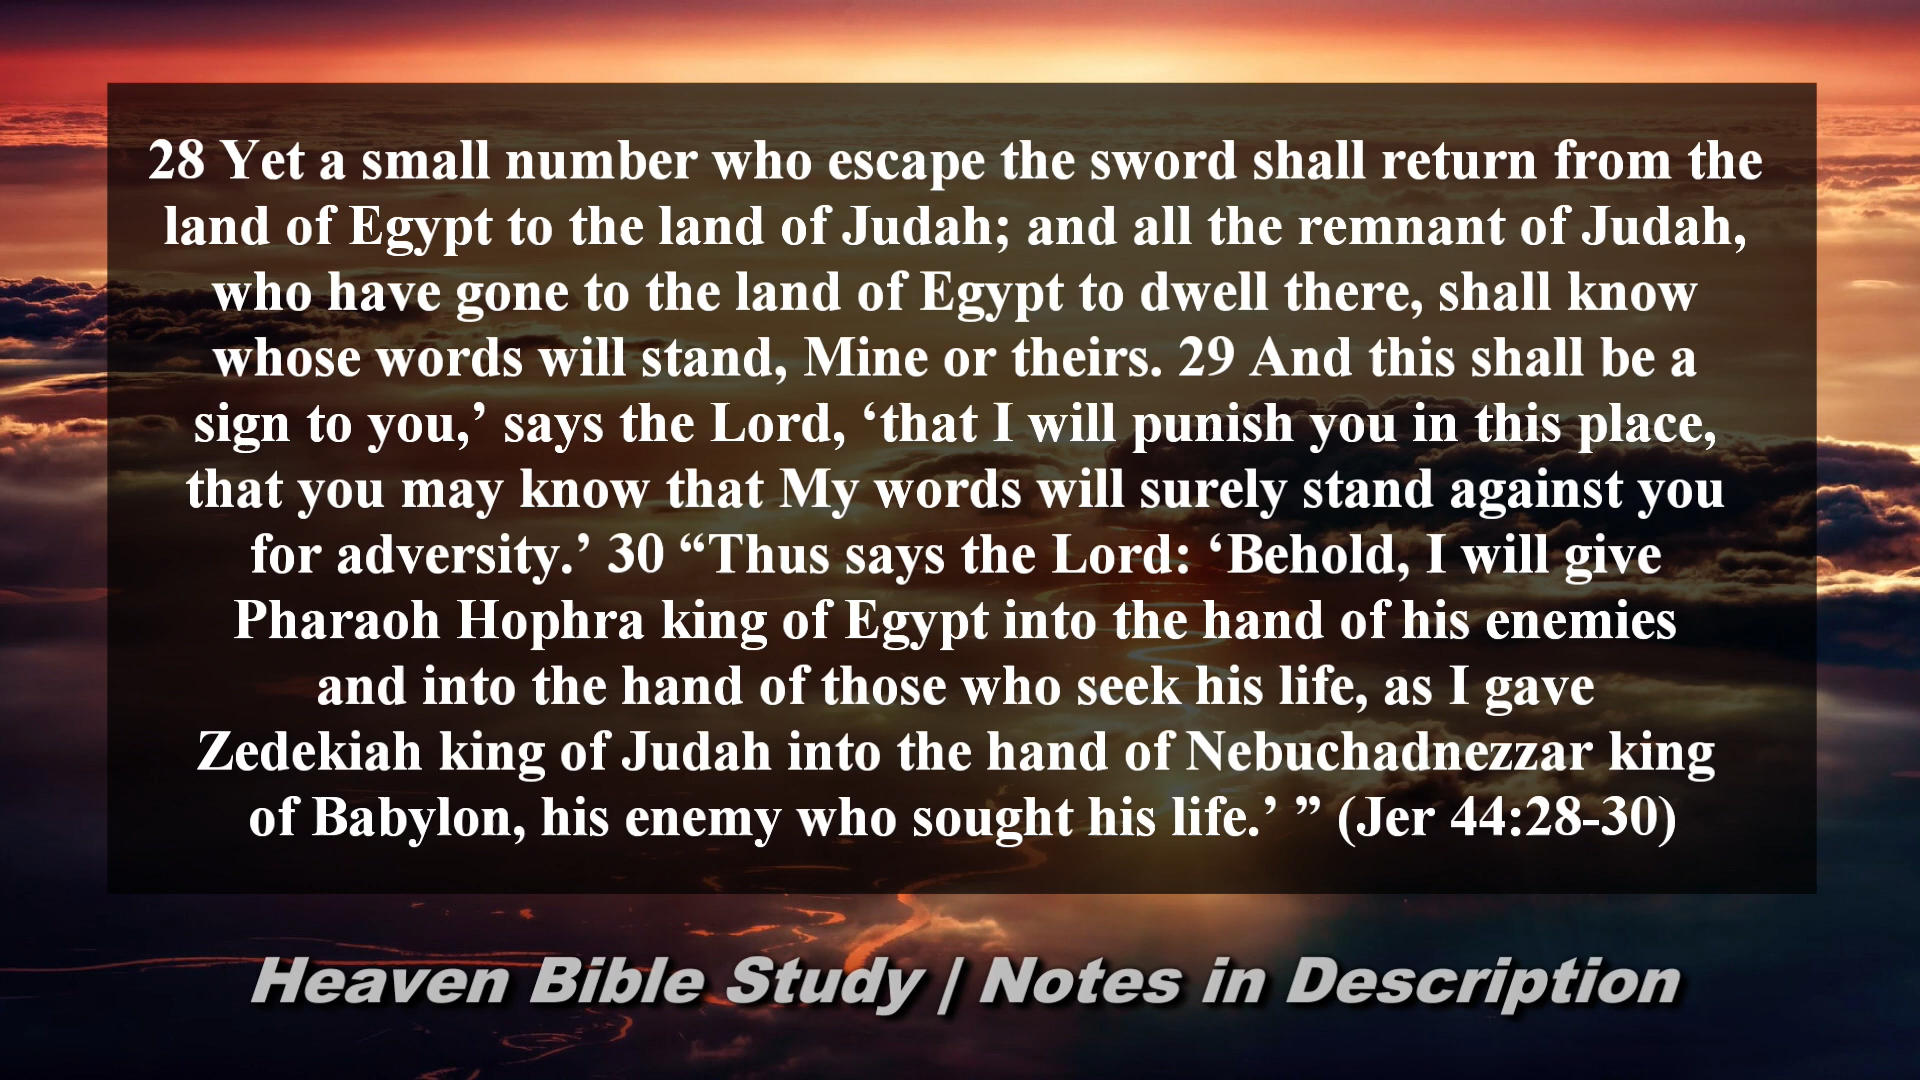 28 Yet a small number who escape the sword shall return from the
land of Egypt to the land of Judah; and all the remnant of Judah,
who have gone to the land of Egypt to dwell there, shall know
whose words will stand, Mine or theirs. 29 And this shall be a
sign to you,’ says the Lord, ‘that I will punish you in this place,
that you may know that My words will surely stand against you
for adversity.’ 30 “Thus says the Lord: ‘Behold, I will give
Pharaoh Hophra king of Egypt into the hand of his enemies
and into the hand of those who seek his life, as I gave
Zedekiah king of Judah into the hand of Nebuchadnezzar king
of Babylon, his enemy who sought his life.’ ” (Jer 44:28-30)
Heaven Bible Study | Notes in Description